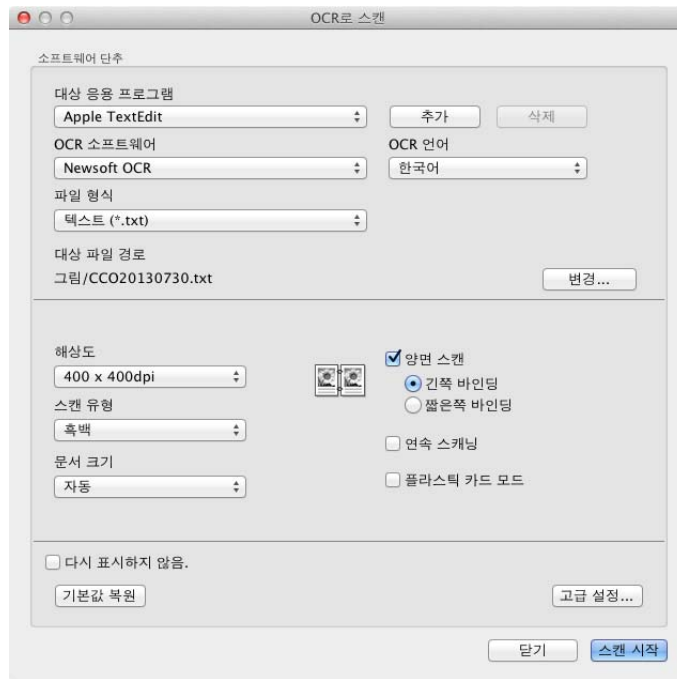 OCR로 스캔
소프트웨어 단추
대상 응용 프로그램
Apple TextEdit
추가
삭제
OCR 소프트웨어
OCR 언어
Newsoft OCR
한국어
파일 형식
텍스트 (*.txt)
대상 파일 경로
그림/CCO20130730.txt
변경...
해상도
400 x 400dpi
양면 스캔
긴쪽 바인딩
스캔 유형
짧은쪽 바인딩
흑백
연속 스캐닝
문서 크기
자동
플라스틱 카드 모드
다시 표시하지 않음.
기본값 복원
고급 설정...
닫기
스캔 시작